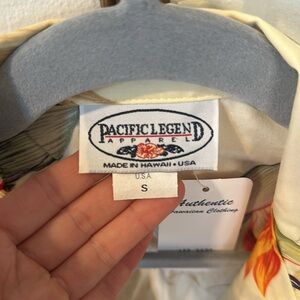 PACIFIC LEGEND
APPAREL
MADE IN HAWAII • USA
U.S.A
S
Authentic
Hawaiian Clothing